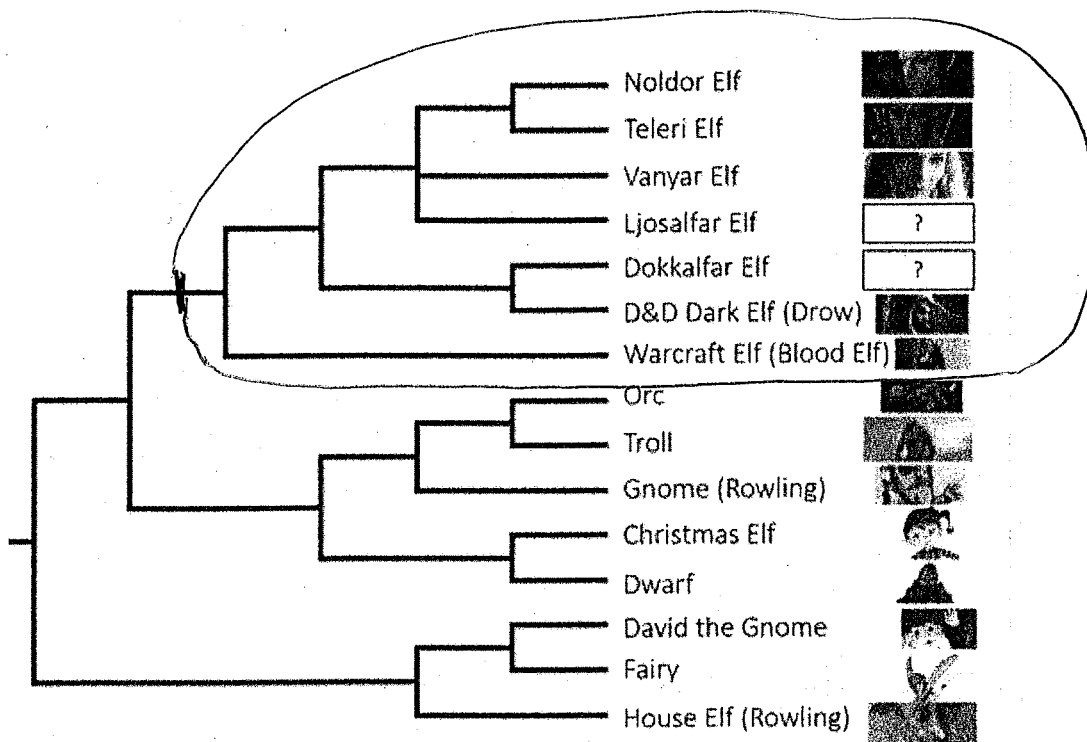 Noldor Elf
Teleri Elf
Vanyar Elf
Ljosalfar Elf
?
Dokkalfar Elf
?
D&D Dark Elf (Drow)
Warcraft Elf (Blood Elf)
Orc
Troll
Gnome (Rowling)
Christmas Elf
Dwarf
David the Gnome
Fairy
House Elf (Rowling)